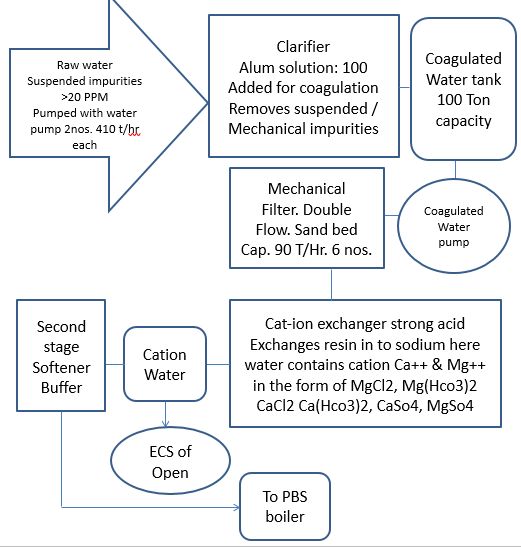 Raw water
Suspended impurities
>20 PPM
Pumped with water
pump 2nos. 410 t/hr
each
Clarifier
Alum solution: 100
Added for coagulation
Removes suspended /
Mechanical impurities
Coagulated
Water tank
100 Ton
capacity
Mechanical
Filter. Double
Flow. Sand bed
Cap. 90 T/Hr. 6 nos.
Coagulated
Water
pump
Cat-ion exchanger strong acid
Exchanges resin in to sodium here
water contains cation Ca++ & Mg++
in the form of MgCl2, Mg(Hco3)2
CaCl2 Ca(Hco3)2, CaSo4, MgSo4
Cation
Water
Second
stage
Softener
Buffer
ECS of
Open
To PBS
boiler